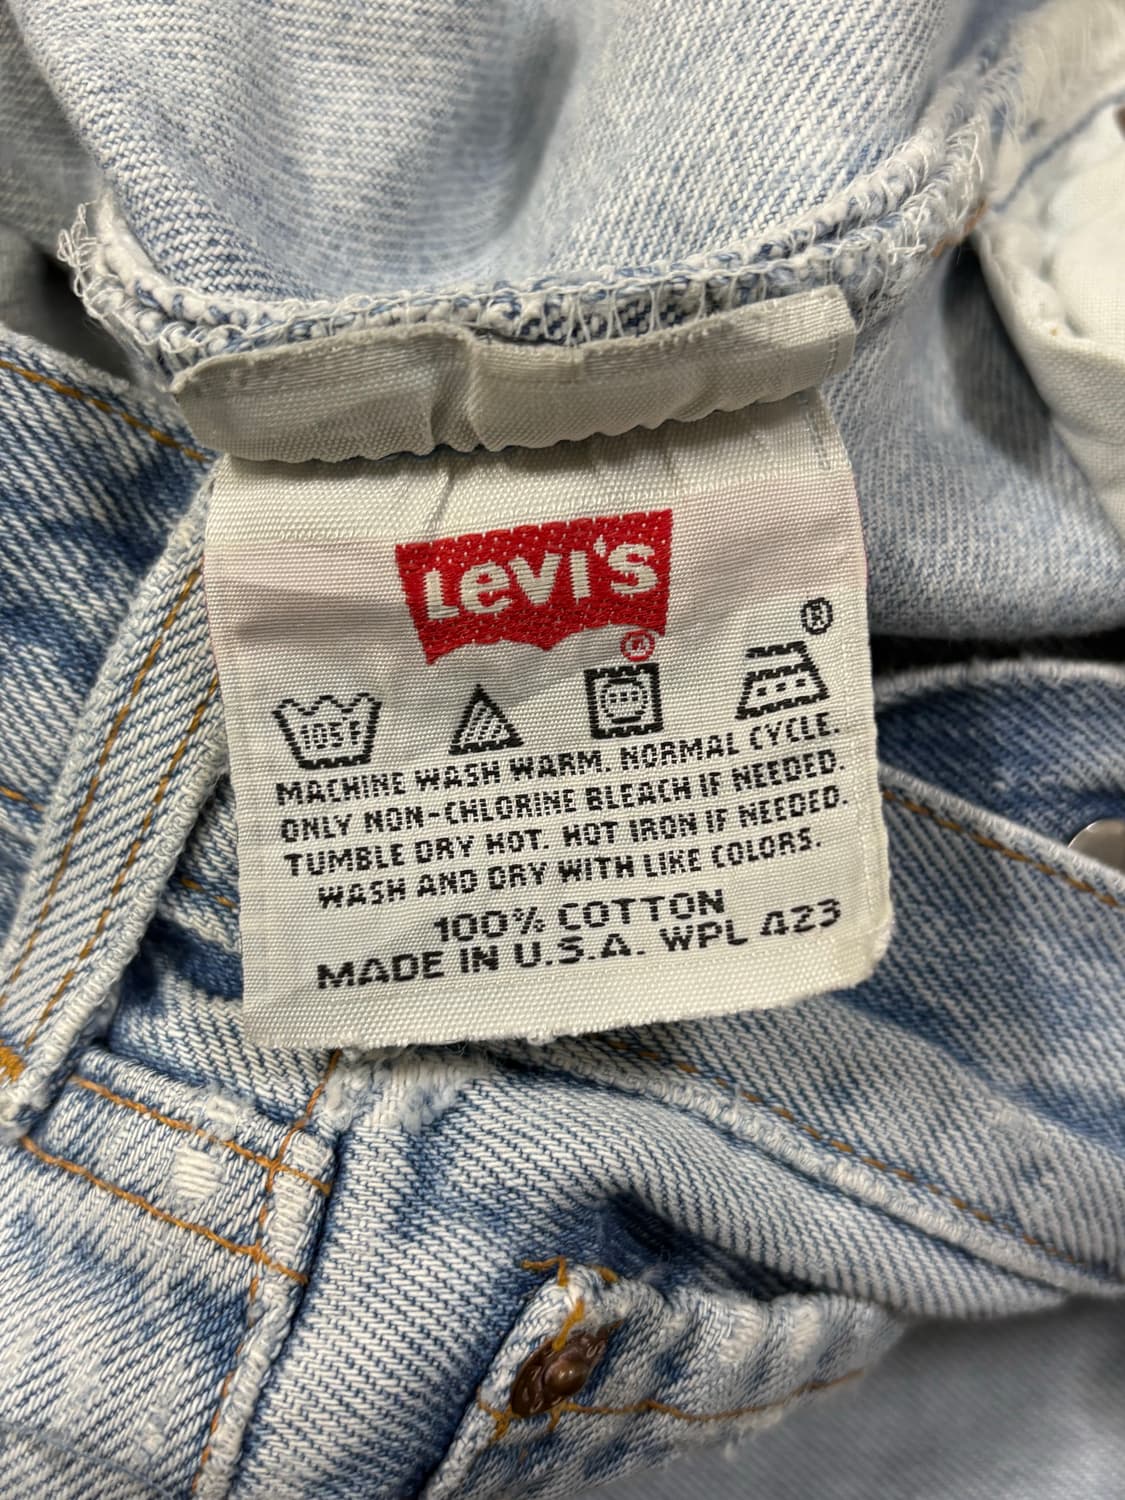 Levi's
®
®
105F
MACHINE WASH WARM. NORMAL CYCLE.
ONLY NON-CHLORINE BLEACH IF NEEDED.
TUMBLE DRY HOT. HOT IRON IF NEEDED.
WASH AND DRY WITH LIKE COLORS.
100% COTTON
MADE IN U.S.A. WPL 423